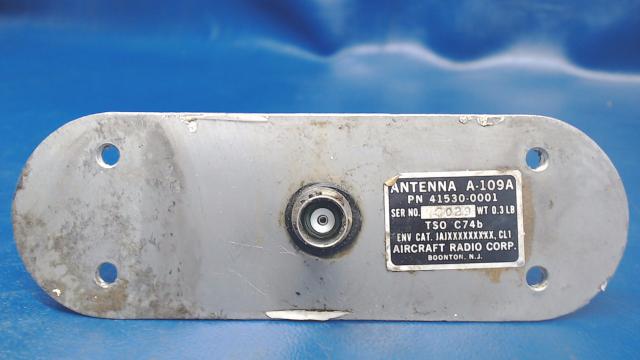 ANTENNA A-109A
PN 41530-0001
SER NO. WT 0.3 LB
TSO C74b
ENV CAT. JAIXXXXXXXXX, CL1
AIRCRAFT RADIO CORP.
BOONTON, N.J.